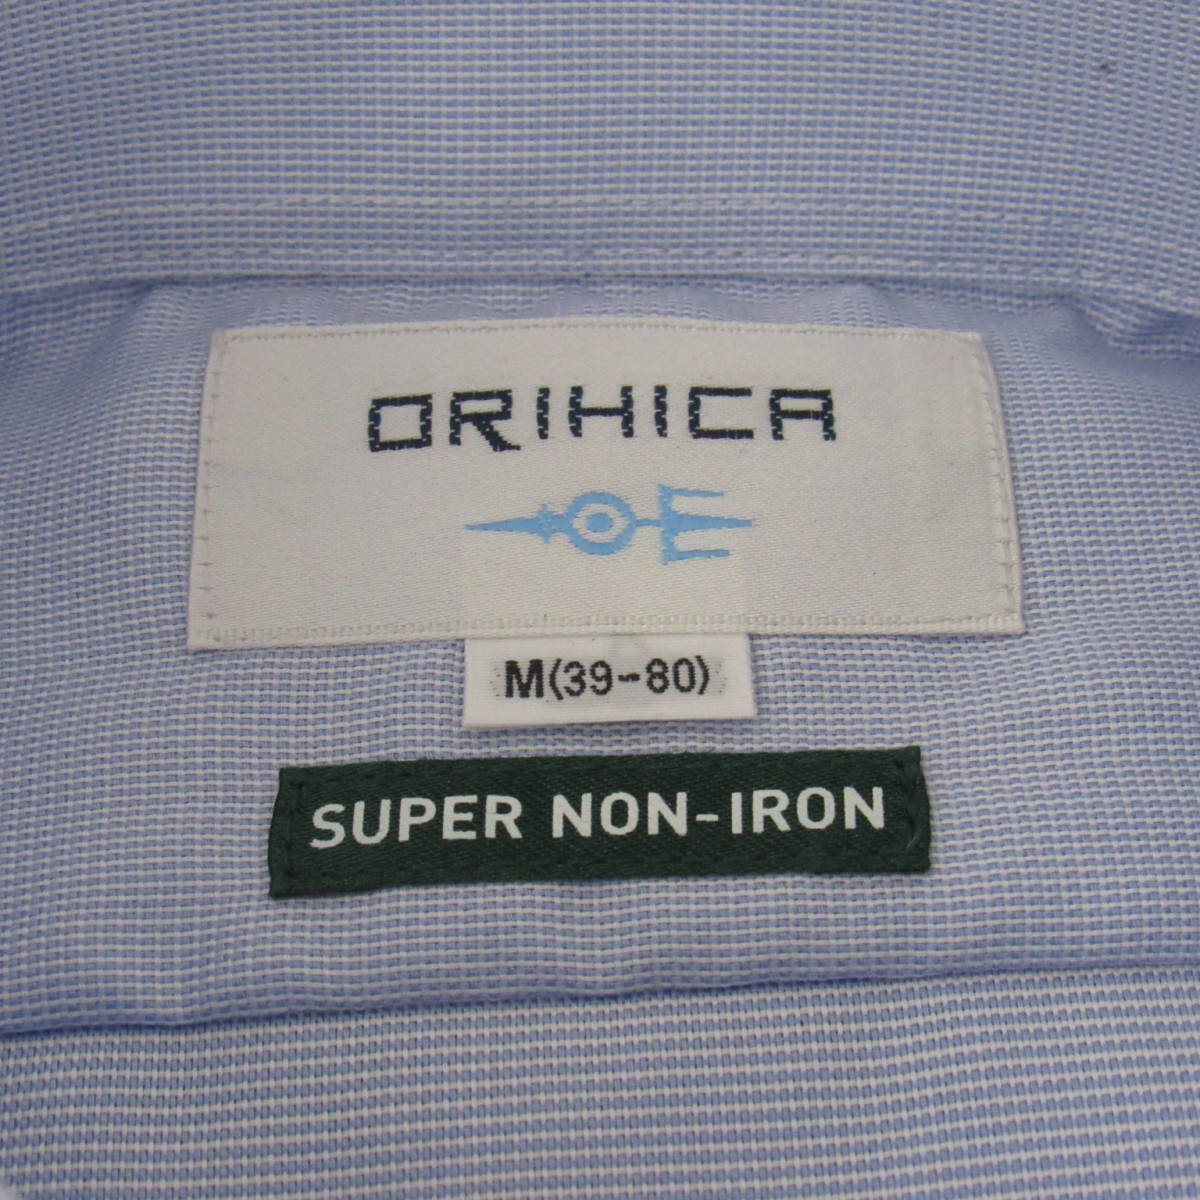 ORIHICA
M(39-80)
SUPER NON-IRON